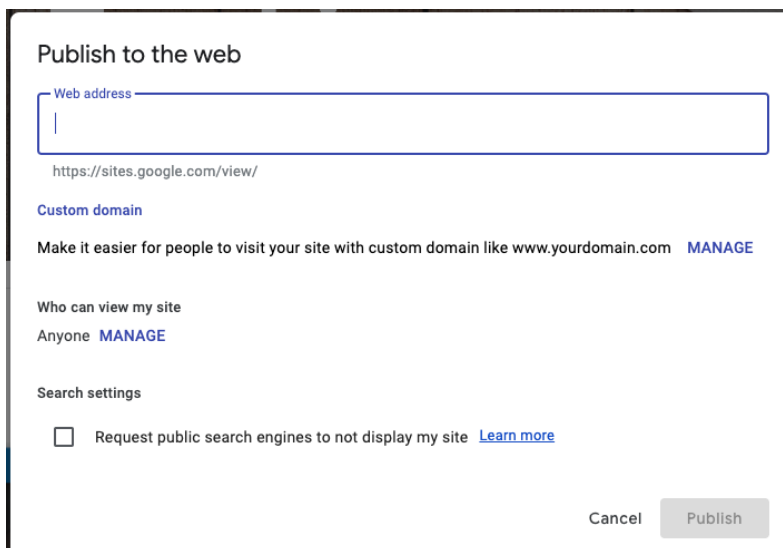 Publish to the web
Web address
https://sites.google.com/view/
Custom domain
Make it easier for people to visit your site with custom domain like www.yourdomain.com MANAGE
Who can view my site
Anyone MANAGE
Search settings
Request public search engines to not display my site Learn more
Cancel Publish